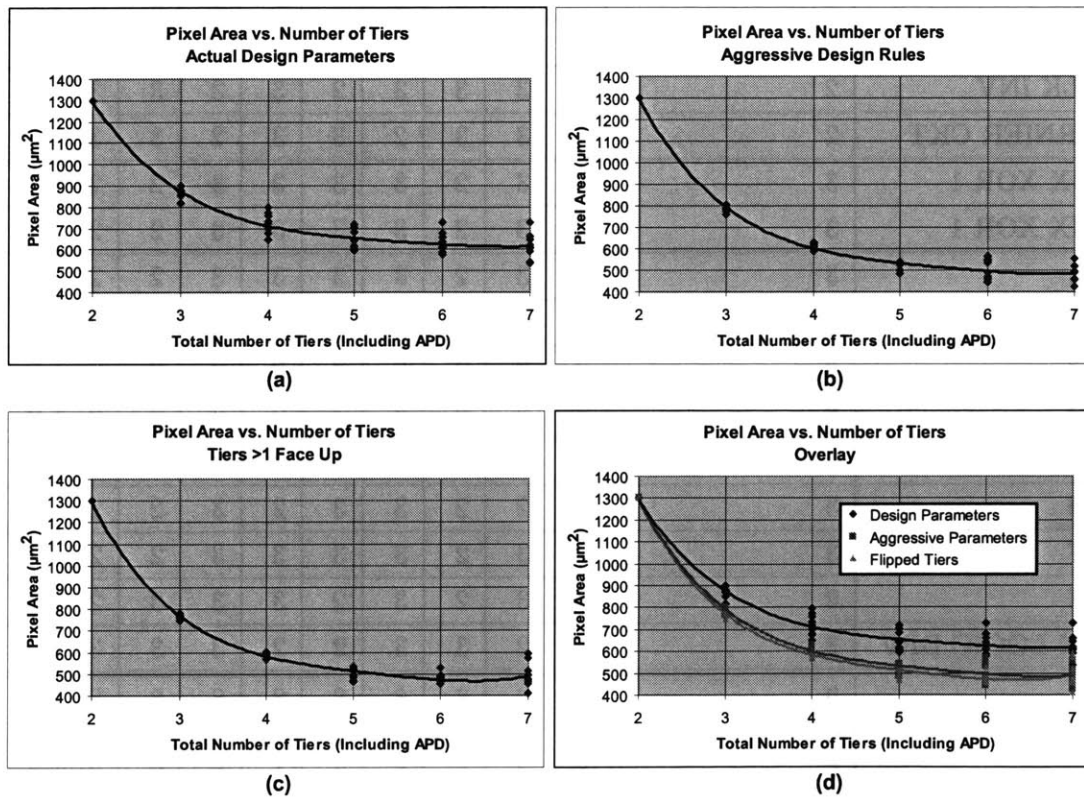 Pixel Area vs. Number of Tiers
Actual Design Parameters
Pixel Area (µm²)
1400
1300
1200
1100
1000
900
800
700
600
500
400
2 3 4 5 6 7
Total Number of Tiers (Including APD)
(a)
Pixel Area vs. Number of Tiers
Aggressive Design Rules
Pixel Area (µm²)
1400
1300
1200
1100
1000
900
800
700
600
500
400
2 3 4 5 6 7
Total Number of Tiers (Including APD)
(b)
Pixel Area vs. Number of Tiers
Tiers >1 Face Up
Pixel Area (µm²)
1400
1300
1200
1100
1000
900
800
700
600
500
400
2 3 4 5 6 7
Total Number of Tiers (Including APD)
(c)
Pixel Area vs. Number of Tiers
Overlay
Pixel Area (µm²)
1400
1300
1200
1100
1000
900
800
700
600
500
400
Design Parameters
Aggressive Parameters
Flipped Tiers
2 3 4 5 6 7
Total Number of Tiers (Including APD)
(d)